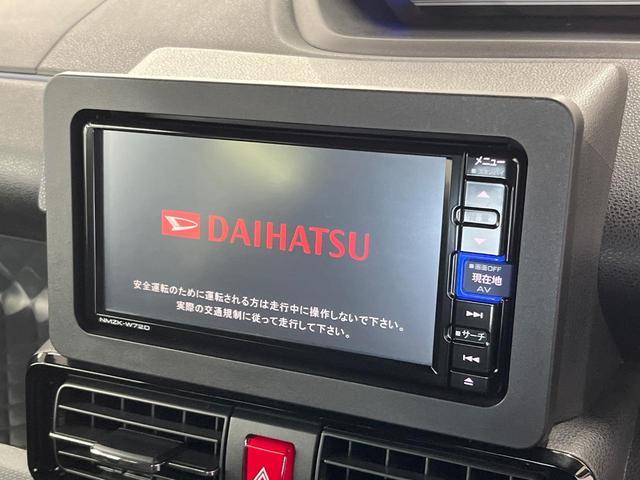 DAIHATSU
安全運転のために運転される方は走行中に操作しないで下さい。
実際の交通規制に従って走行して下さい。
NMZK-W72D
メニュー
画面OFF
現在地
AV
サーチ